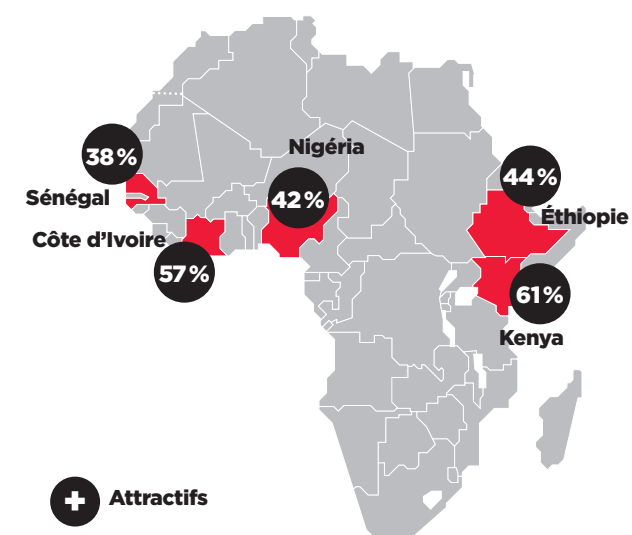 Nigéria
38 %
44 %
Sénégal
42 %
Éthiopie
Côte d’Ivoire
57 %
61 %
Kenya
+ Attractifs